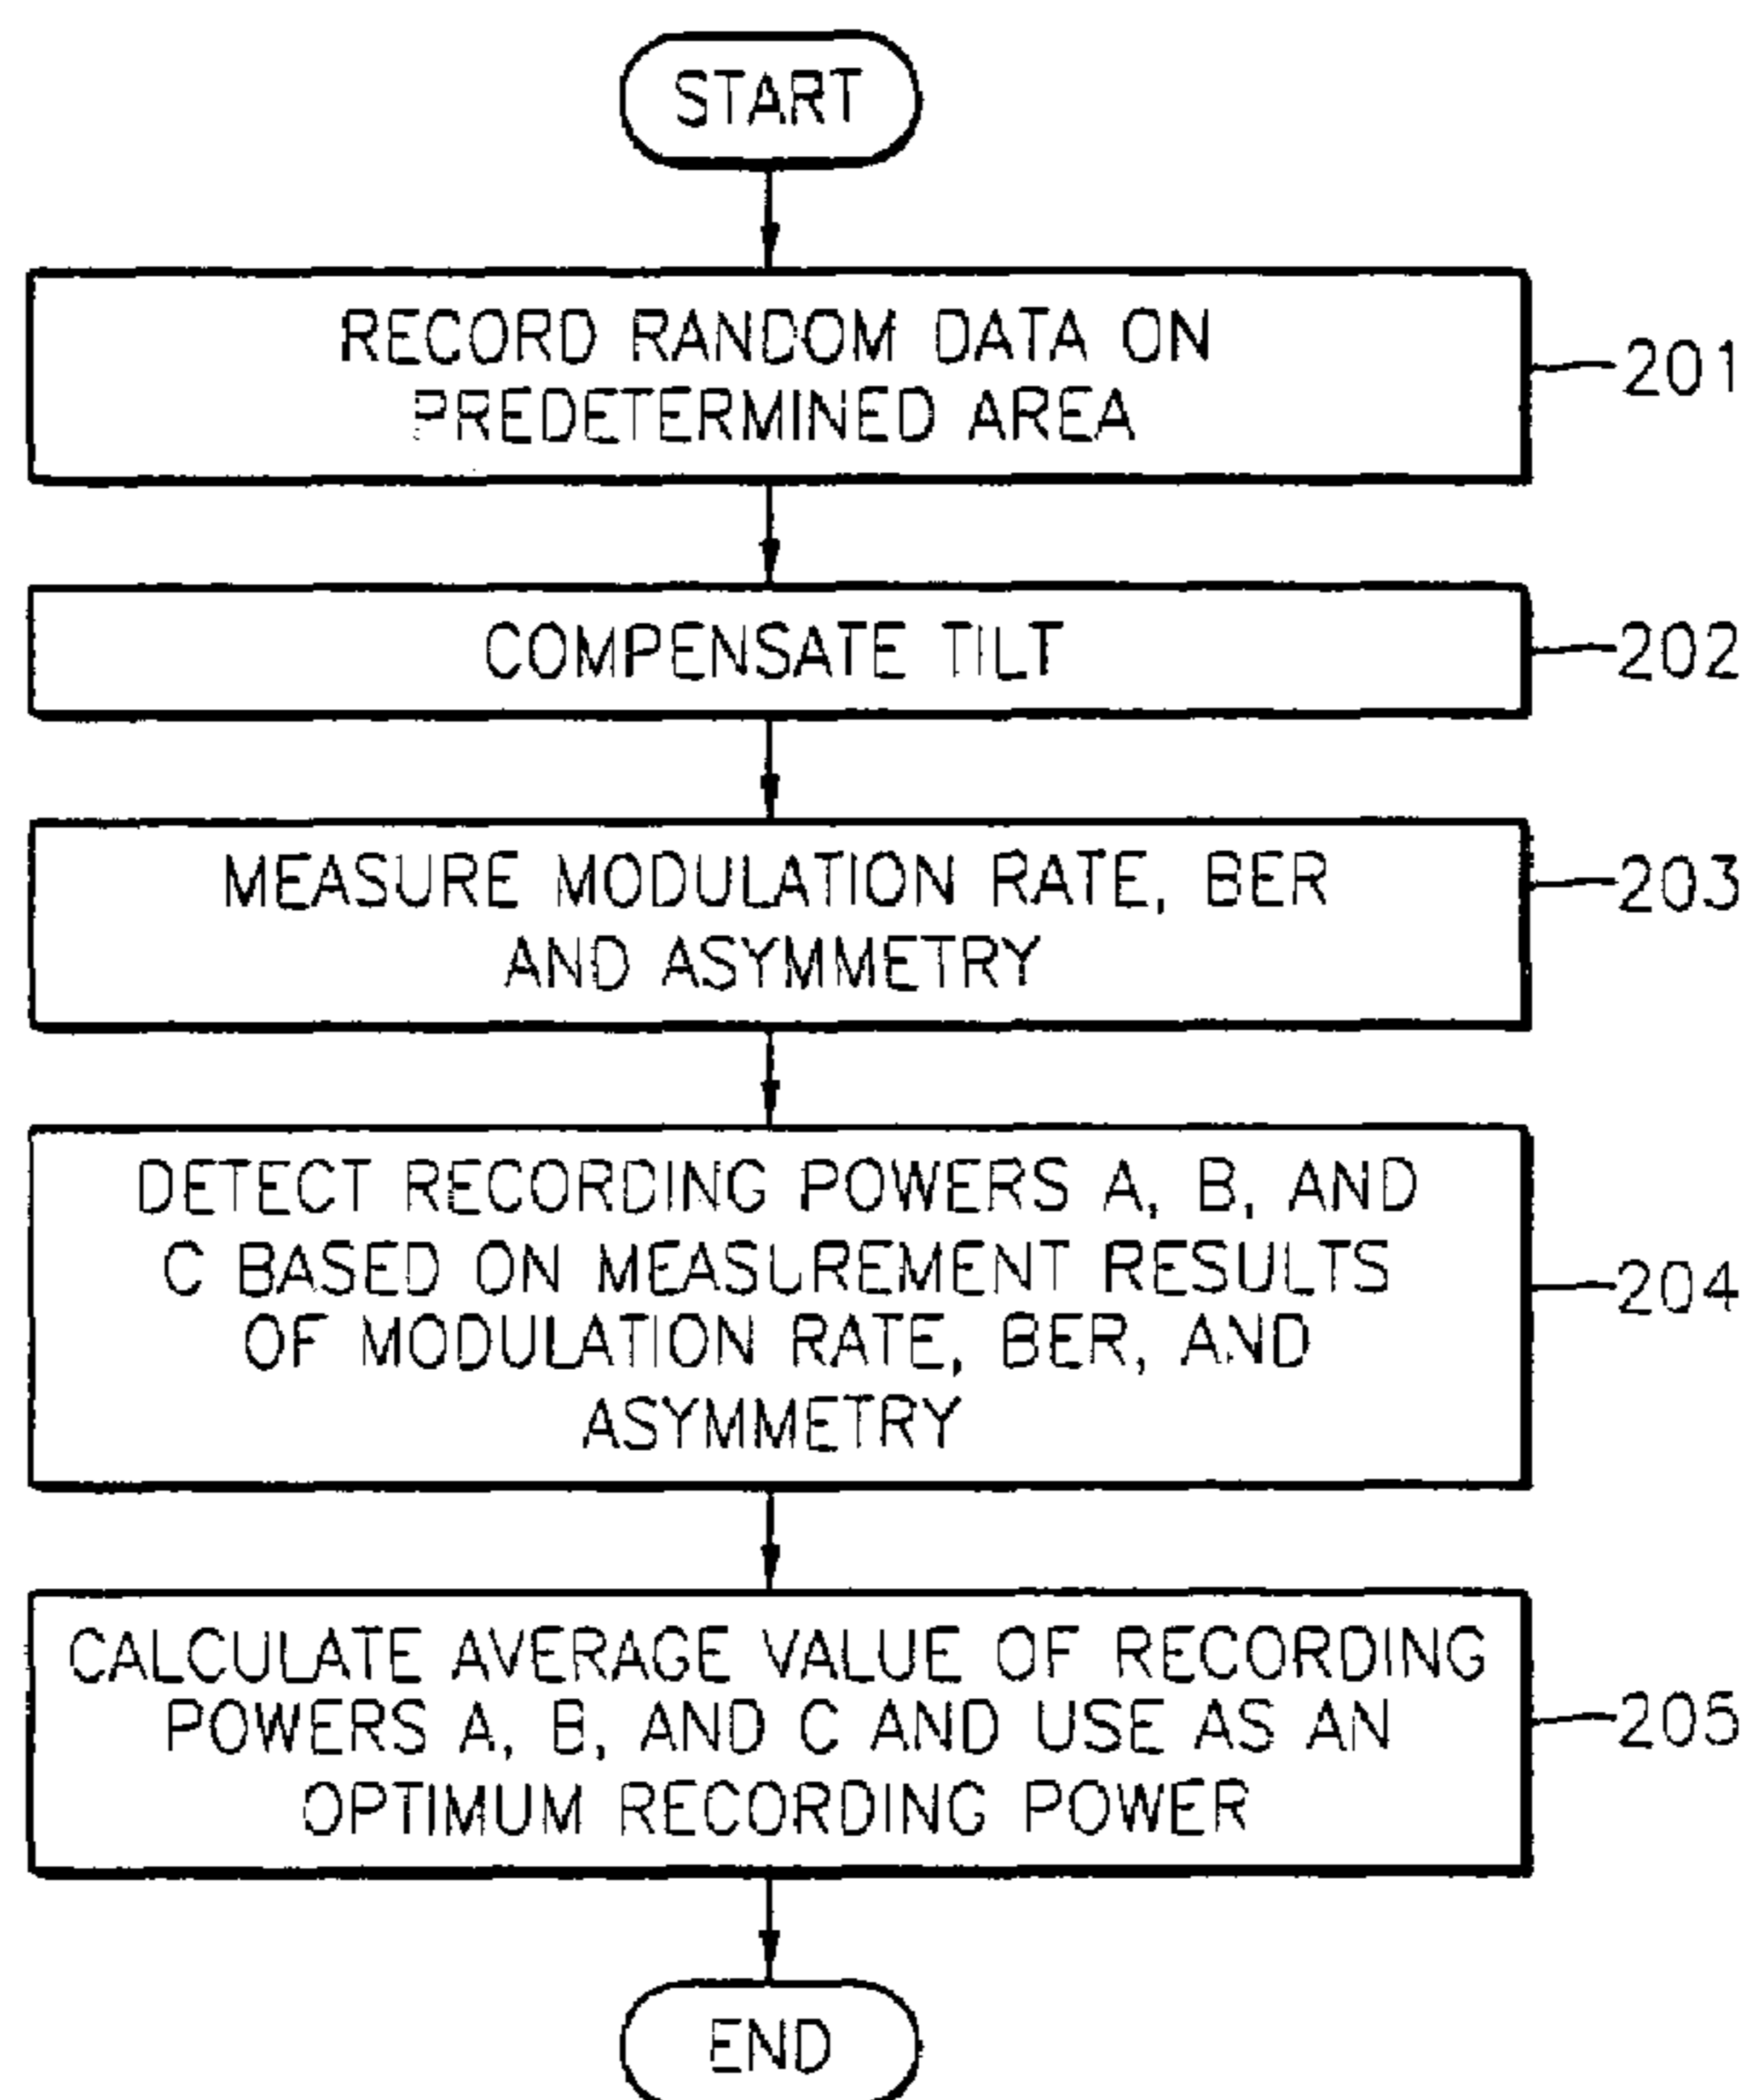 START
RECORD RANDOM DATA ON
PREDETERMINED AREA
201
COMPENSATE TILT
202
MEASURE MODULATION RATE, BER
AND ASYMMETRY
203
DETECT RECORDING POWERS A, B, AND
C BASED ON MEASUREMENT RESULTS
OF MODULATION RATE, BER, AND
ASYMMETRY
204
CALCULATE AVERAGE VALUE OF RECORDING
POWERS A, B, AND C AND USE AS AN
OPTIMUM RECORDING POWER
205
END